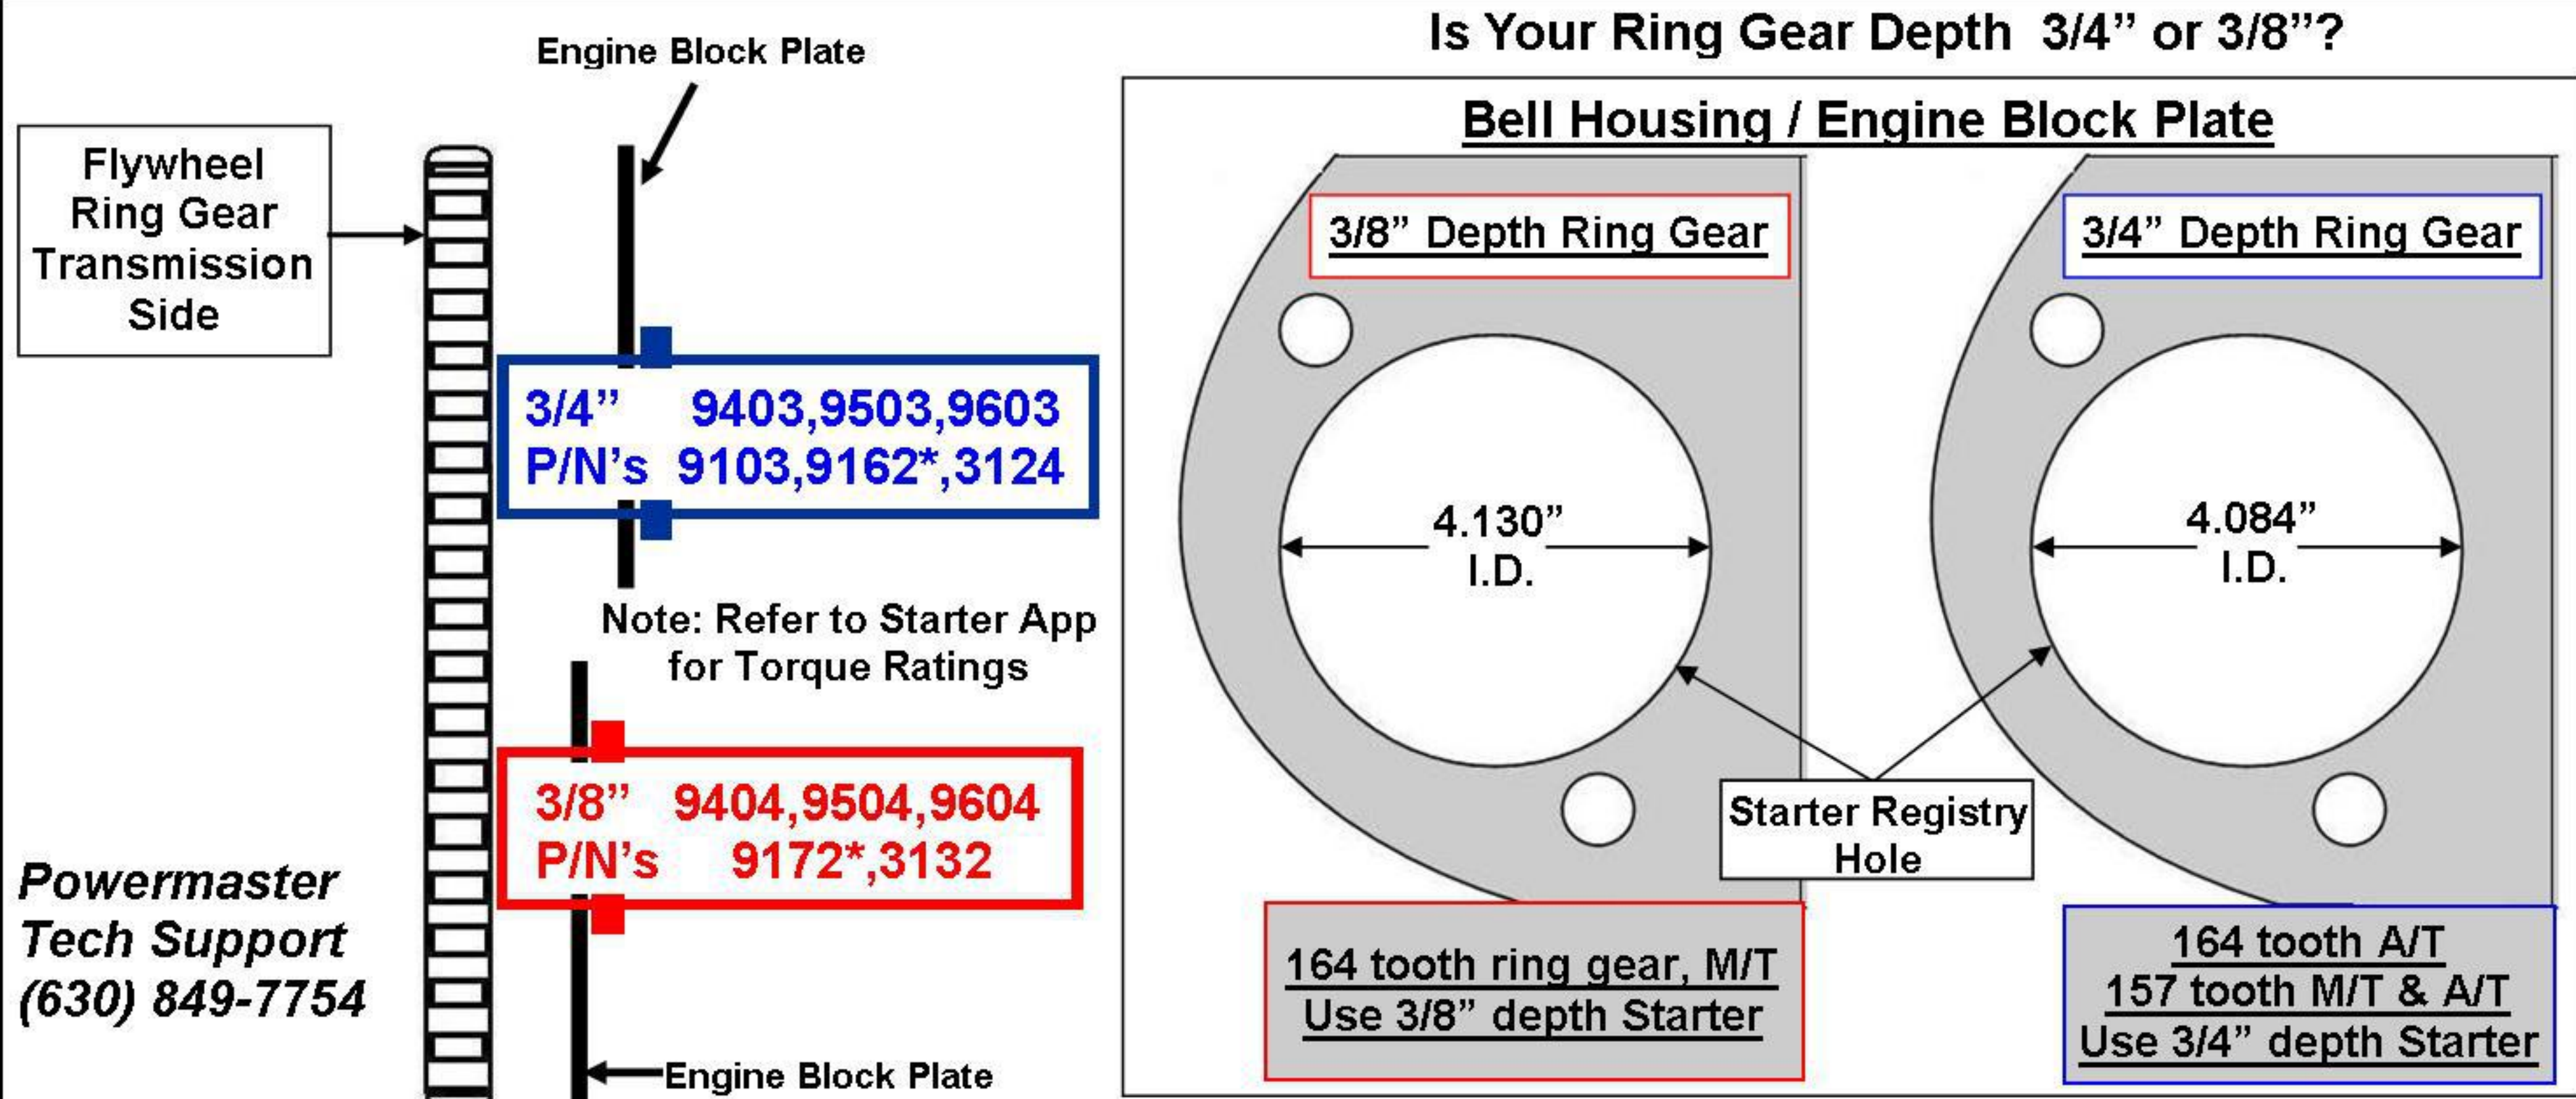 Engine Block Plate
Flywheel
Ring Gear
Transmission
Side
3/4” 9403,9503,9603
P/N’s 9103,9162*,3124
Note: Refer to Starter App
for Torque Ratings
3/8” 9404,9504,9604
P/N’s 9172*,3132
Powermaster
Tech Support
(630) 849-7754
Engine Block Plate
Is Your Ring Gear Depth 3/4” or 3/8”?
Bell Housing / Engine Block Plate
3/8” Depth Ring Gear
4.130”
I.D.
3/4” Depth Ring Gear
4.084”
I.D.
Starter Registry
Hole
164 tooth ring gear, M/T
Use 3/8” depth Starter
164 tooth A/T
157 tooth M/T & A/T
Use 3/4” depth Starter